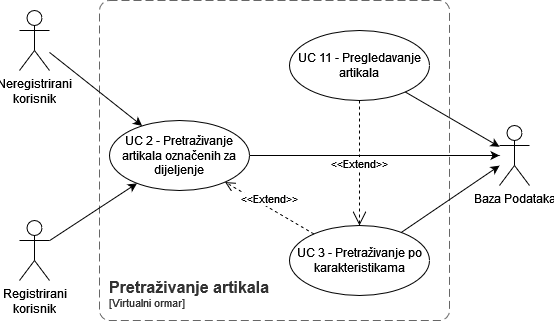 Neregistrirani
korisnik
UC 11 - Pregledavanje
artikala
UC 2 - Pretraživanje
artikala označenih za
dijeljenje
<<Extend>>
<<Extend>>
Baza Podataka
UC 3 - Pretraživanje po
karakteristikama
Registrirani
korisnik
Pretraživanje artikala
[Virtualni ormar]